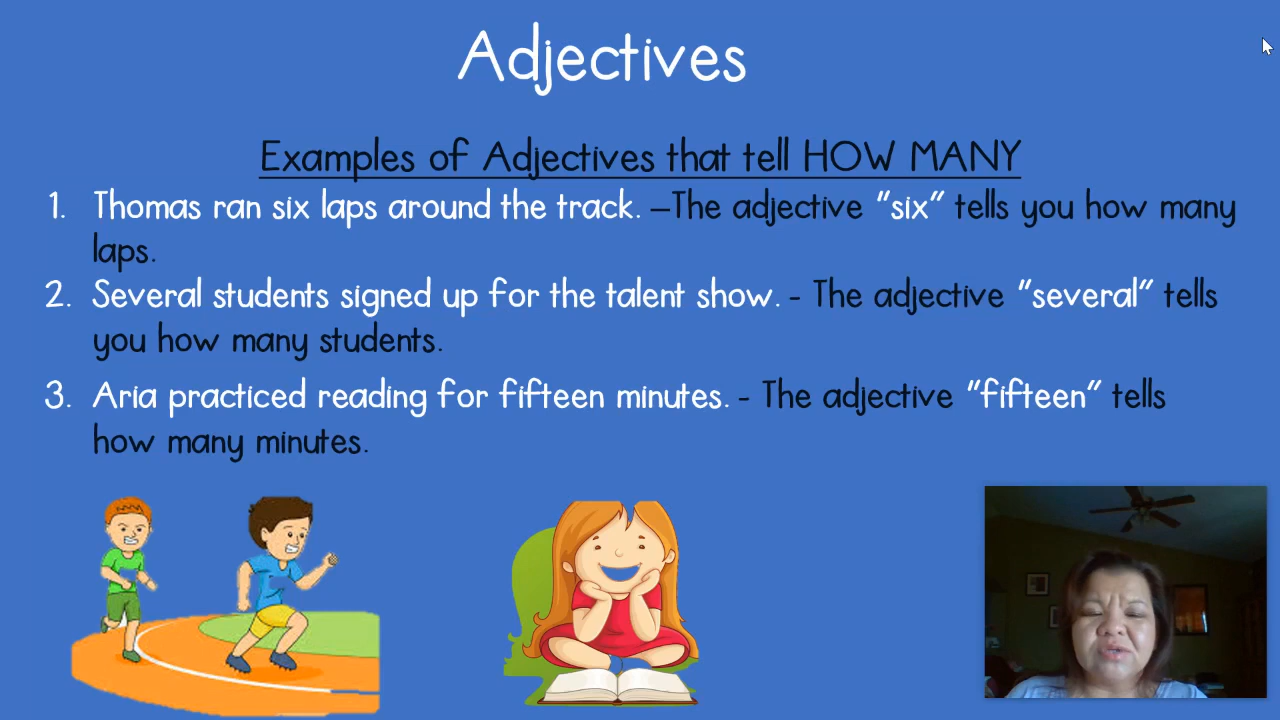 Adjectives
Examples of Adjectives that tell HOW MANY
1. Thomas ran six laps around the track. –The adjective "six" tells you how many
laps.
2. Several students signed up for the talent show. - The adjective "several" tells
you how many students.
3. Aria practiced reading for fifteen minutes. - The adjective "fifteen" tells
how many minutes.